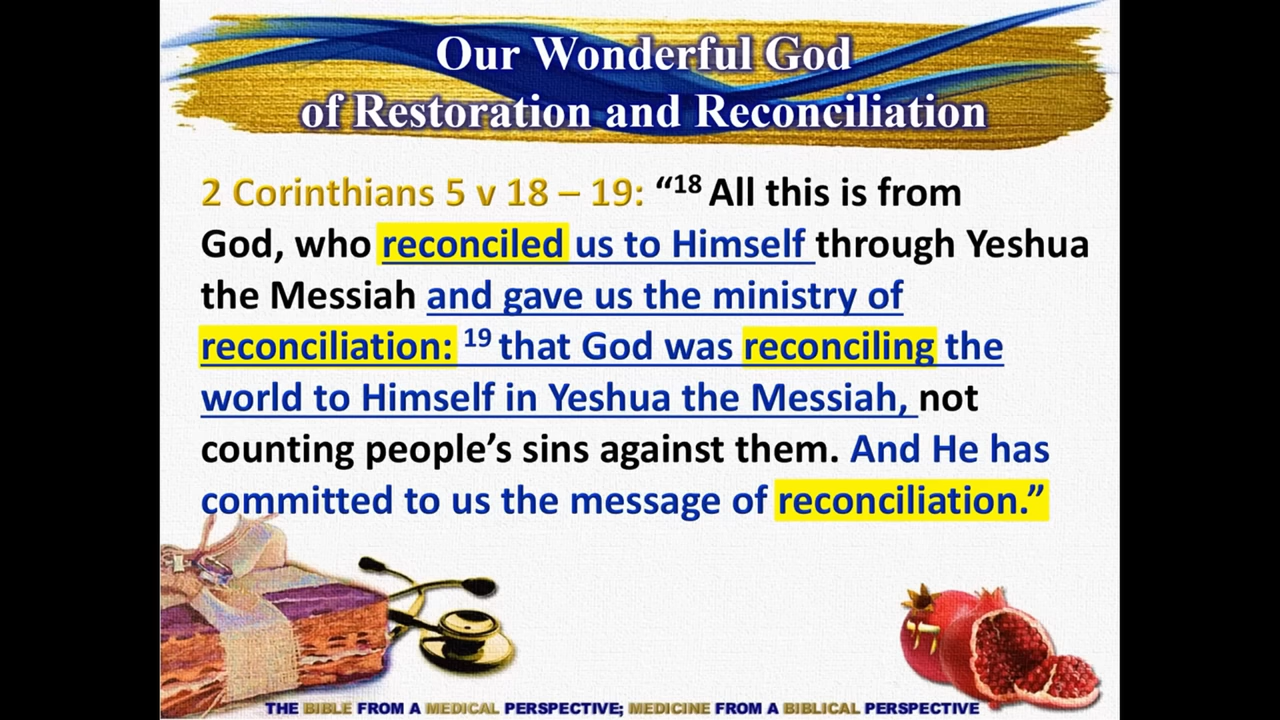 Our Wonderful God
of Restoration and Reconciliation
2 Corinthians 5 v 18 – 19: “18 All this is from
God, who reconciled us to Himself through Yeshua
the Messiah and gave us the ministry of
reconciliation: 19 that God was reconciling the
world to Himself in Yeshua the Messiah, not
counting people’s sins against them. And He has
committed to us the message of reconciliation.”
חי
THE BIBLE FROM A MEDICAL PERSPECTIVE; MEDICINE FROM A BIBLICAL PERSPECTIVE